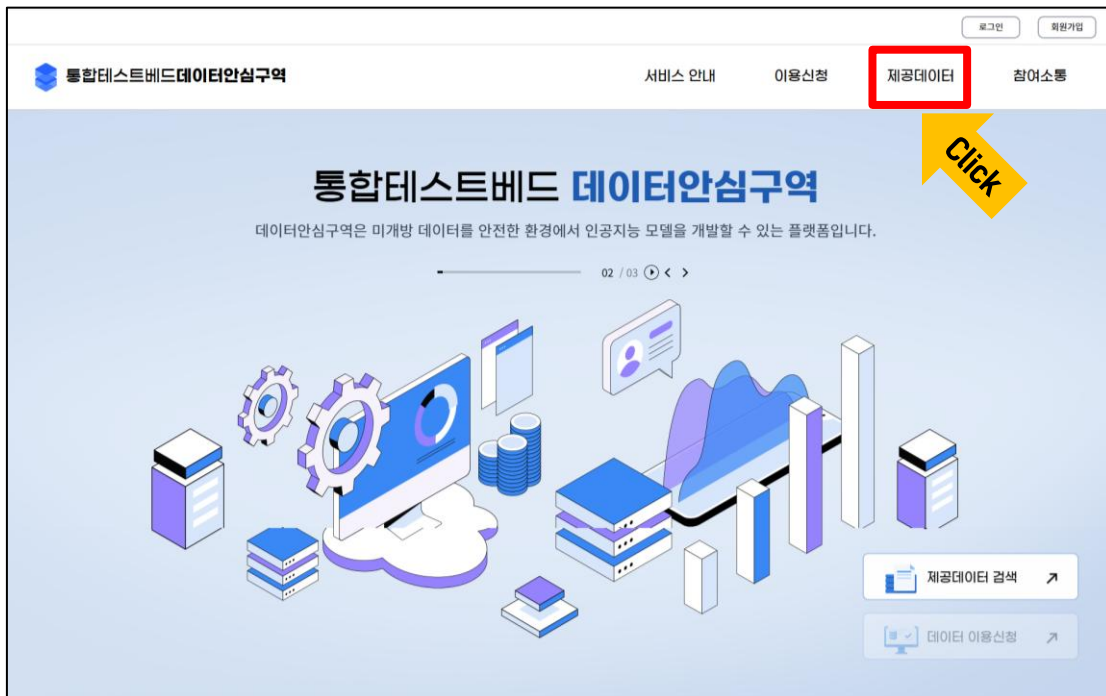 로그인 회원가입
통합테스트베드데이터안심구역 서비스 안내 이용신청 제공데이터 참여소통
Click
통합테스트베드 데이터안심구역
데이터안심구역은 미개방 데이터를 안전한 환경에서 인공지능 모델을 개발할 수 있는 플랫폼입니다.
02 / 03
제공데이터 검색
데이터 이용신청